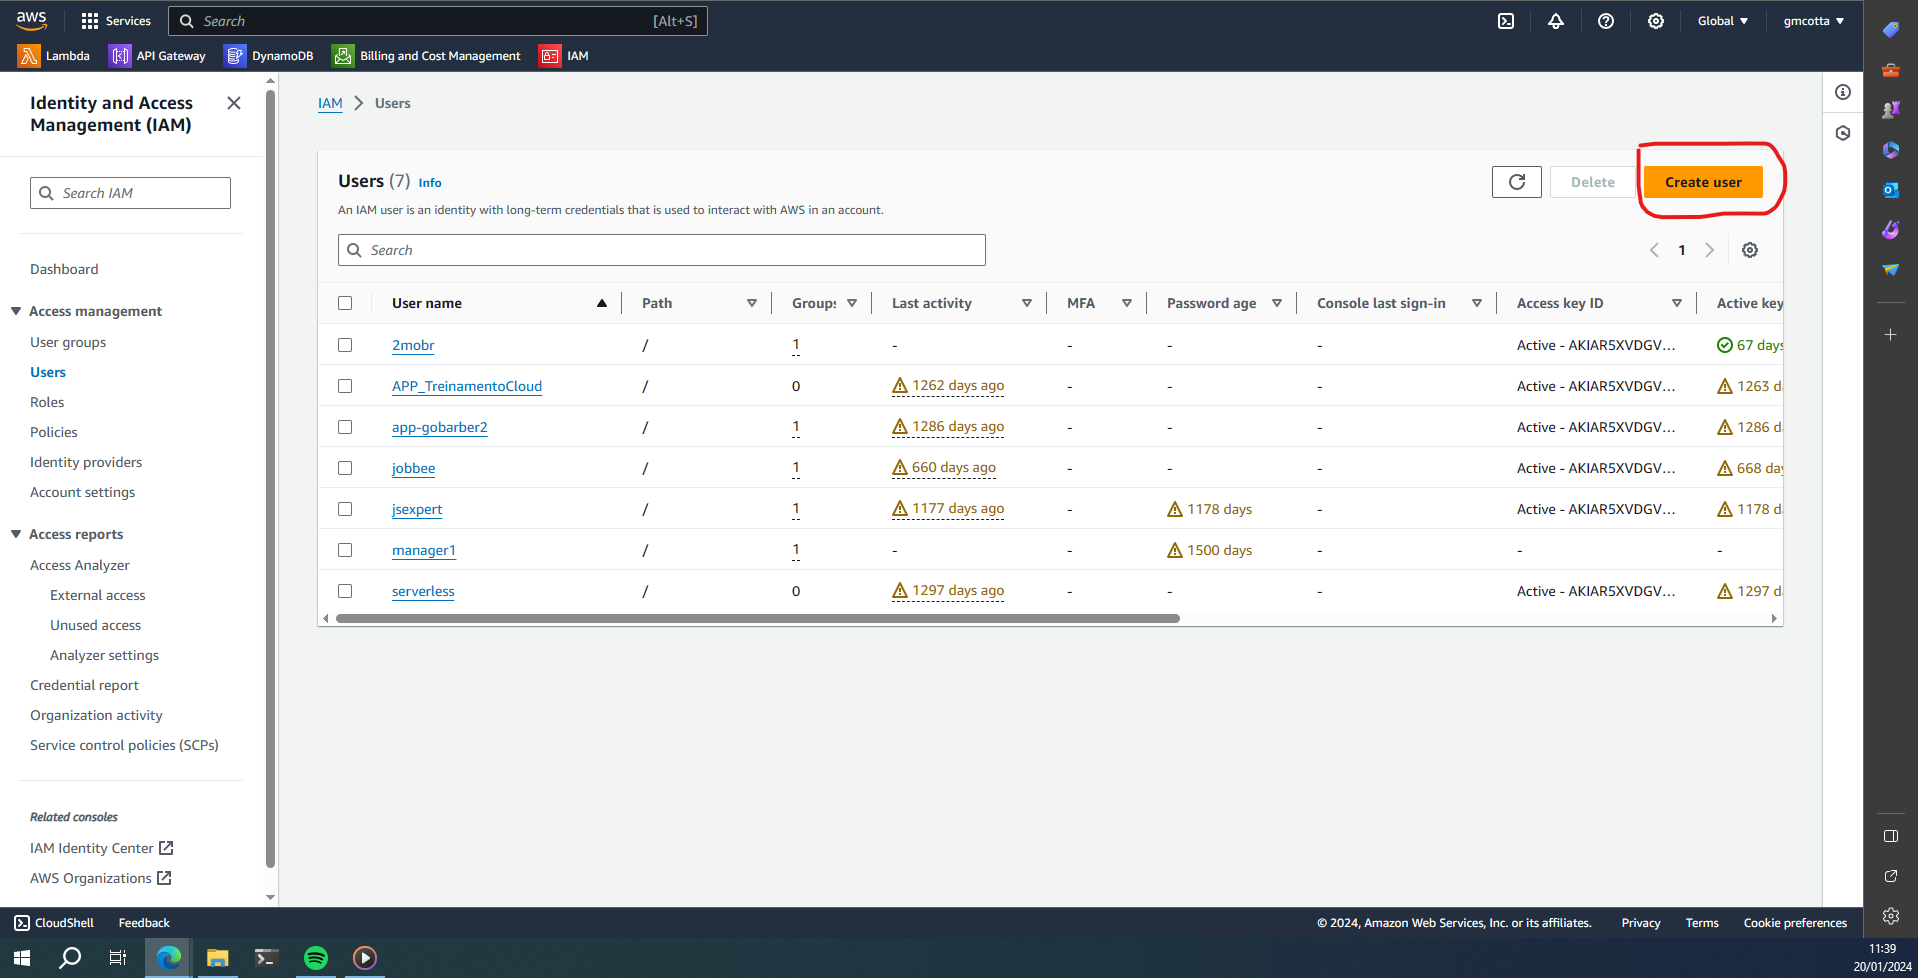 aws Services Search [Alt+S] Global gmcotta
Lambda API Gateway DynamoDB Billing and Cost Management IAM
Identity and Access
Management (IAM)
Search IAM
Dashboard
Access management
User groups
Users
Roles
Policies
Identity providers
Account settings
Access reports
Access Analyzer
External access
Unused access
Analyzer settings
Credential report
Organization activity
Service control policies (SCPs)
Related consoles
IAM Identity Center
AWS Organizations
IAM > Users
Users (7) Info
Delete Create user
An IAM user is an identity with long-term credentials that is used to interact with AWS in an account.
Search
1
User name Path Groups Last activity MFA Password age Console last sign-in Access key ID Active key
2mobr / 1 - - - - Active - AKIAR5XVDGV... 67 days
APP_TreinamentoCloud / 0 1262 days ago - - - Active - AKIAR5XVDGV... 1263 d
app-gobarber2 / 1 1286 days ago - - - Active - AKIAR5XVDGV... 1286 d
jobbee / 1 660 days ago - - - Active - AKIAR5XVDGV... 668 day
jsexpert / 1 1177 days ago - 1178 days - Active - AKIAR5XVDGV... 1178 d
manager1 / 1 - - 1500 days - - -
serverless / 0 1297 days ago - - - Active - AKIAR5XVDGV... 1297 d
CloudShell Feedback © 2024, Amazon Web Services, Inc. or its affiliates. Privacy Terms Cookie preferences
11:39
20/01/2024